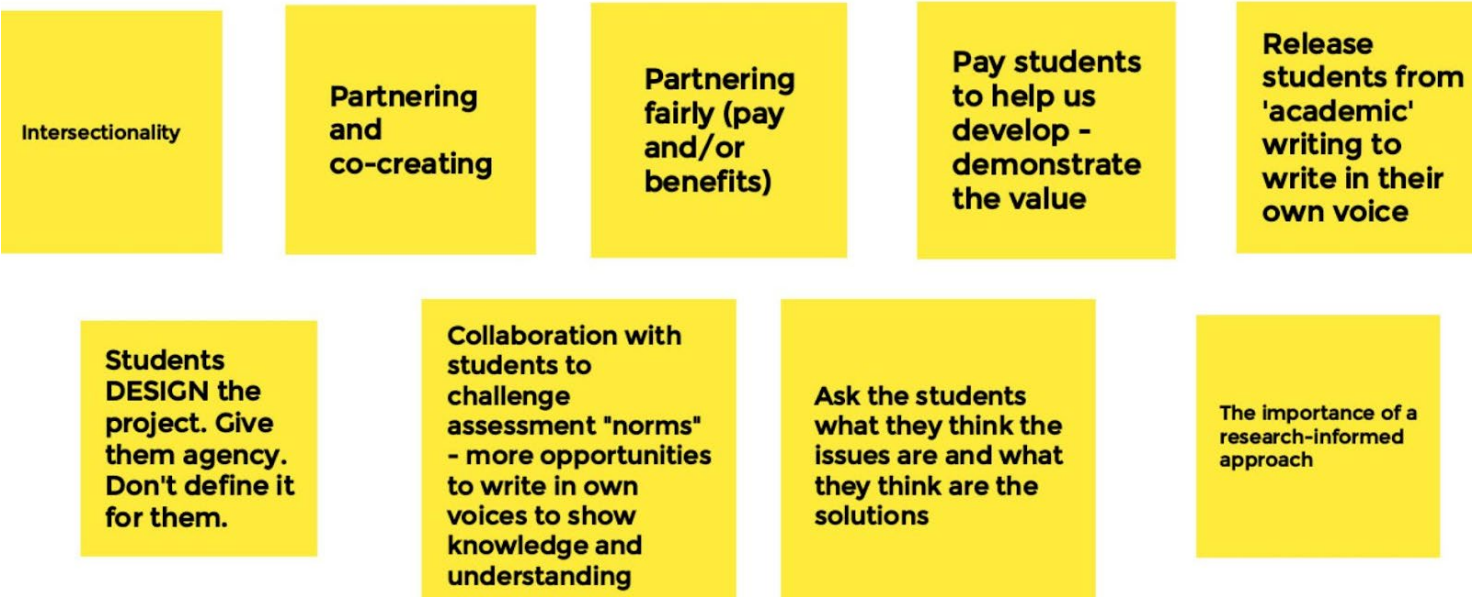 Intersectionality
Partnering
and
co-creating
Partnering
fairly (pay
and/or
benefits)
Pay students
to help us
develop -
demonstrate
the value
Release
students from
'academic'
writing to
write in their
own voice
Students
DESIGN the
project. Give
them agency.
Don't define it
for them.
Collaboration with
students to
challenge
assessment "norms"
- more opportunities
to write in own
voices to show
knowledge and
understanding
Ask the students
what they think the
issues are and what
they think are the
solutions
The importance of a
research-informed
approach